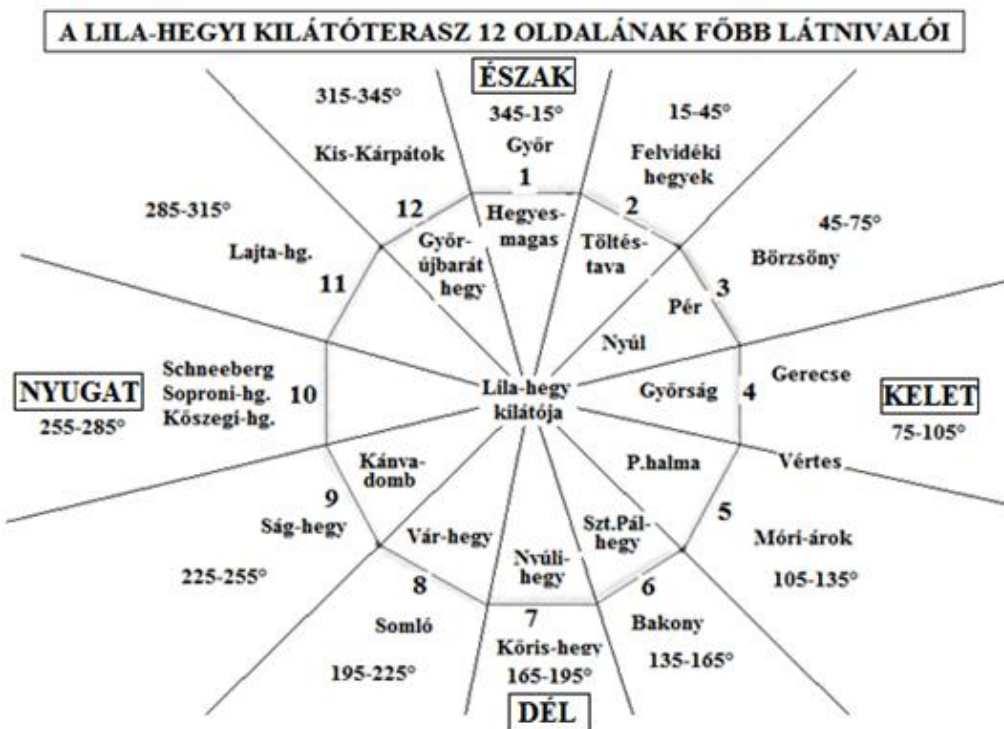 A LILA-HEGYI KILÁTÓTERASZ 12 OLDALÁNAK FŐBB LÁTNIVALÓI
ÉSZAK
345-15°
Győr
1
Hegyes-
magas
15-45°
Felvidéki
hegyek
2
Töltés-
tava
45-75°
Börzsöny
3
Pér
Nyúl
KELET
75-105°
Gerecse
4
Győrság
Vértes
P.halma
5
Móri-árok
105-135°
Szt.Pál-
hegy
6
Bakony
135-165°
Nyúli-
hegy
7
Kőris-hegy
165-195°
DÉL
Vár-hegy
8
Somló
195-225°
Kánva-
domb
9
Ság-hegy
225-255°
NYUGAT
255-285°
Schneeberg
Soproni-hg.
Kőszegi-hg.
10
285-315°
Lajta-hg.
11
315-345°
Kis-Kárpátok
12
Győr-
újbarát
hegy
Lila-hegy
kilátója